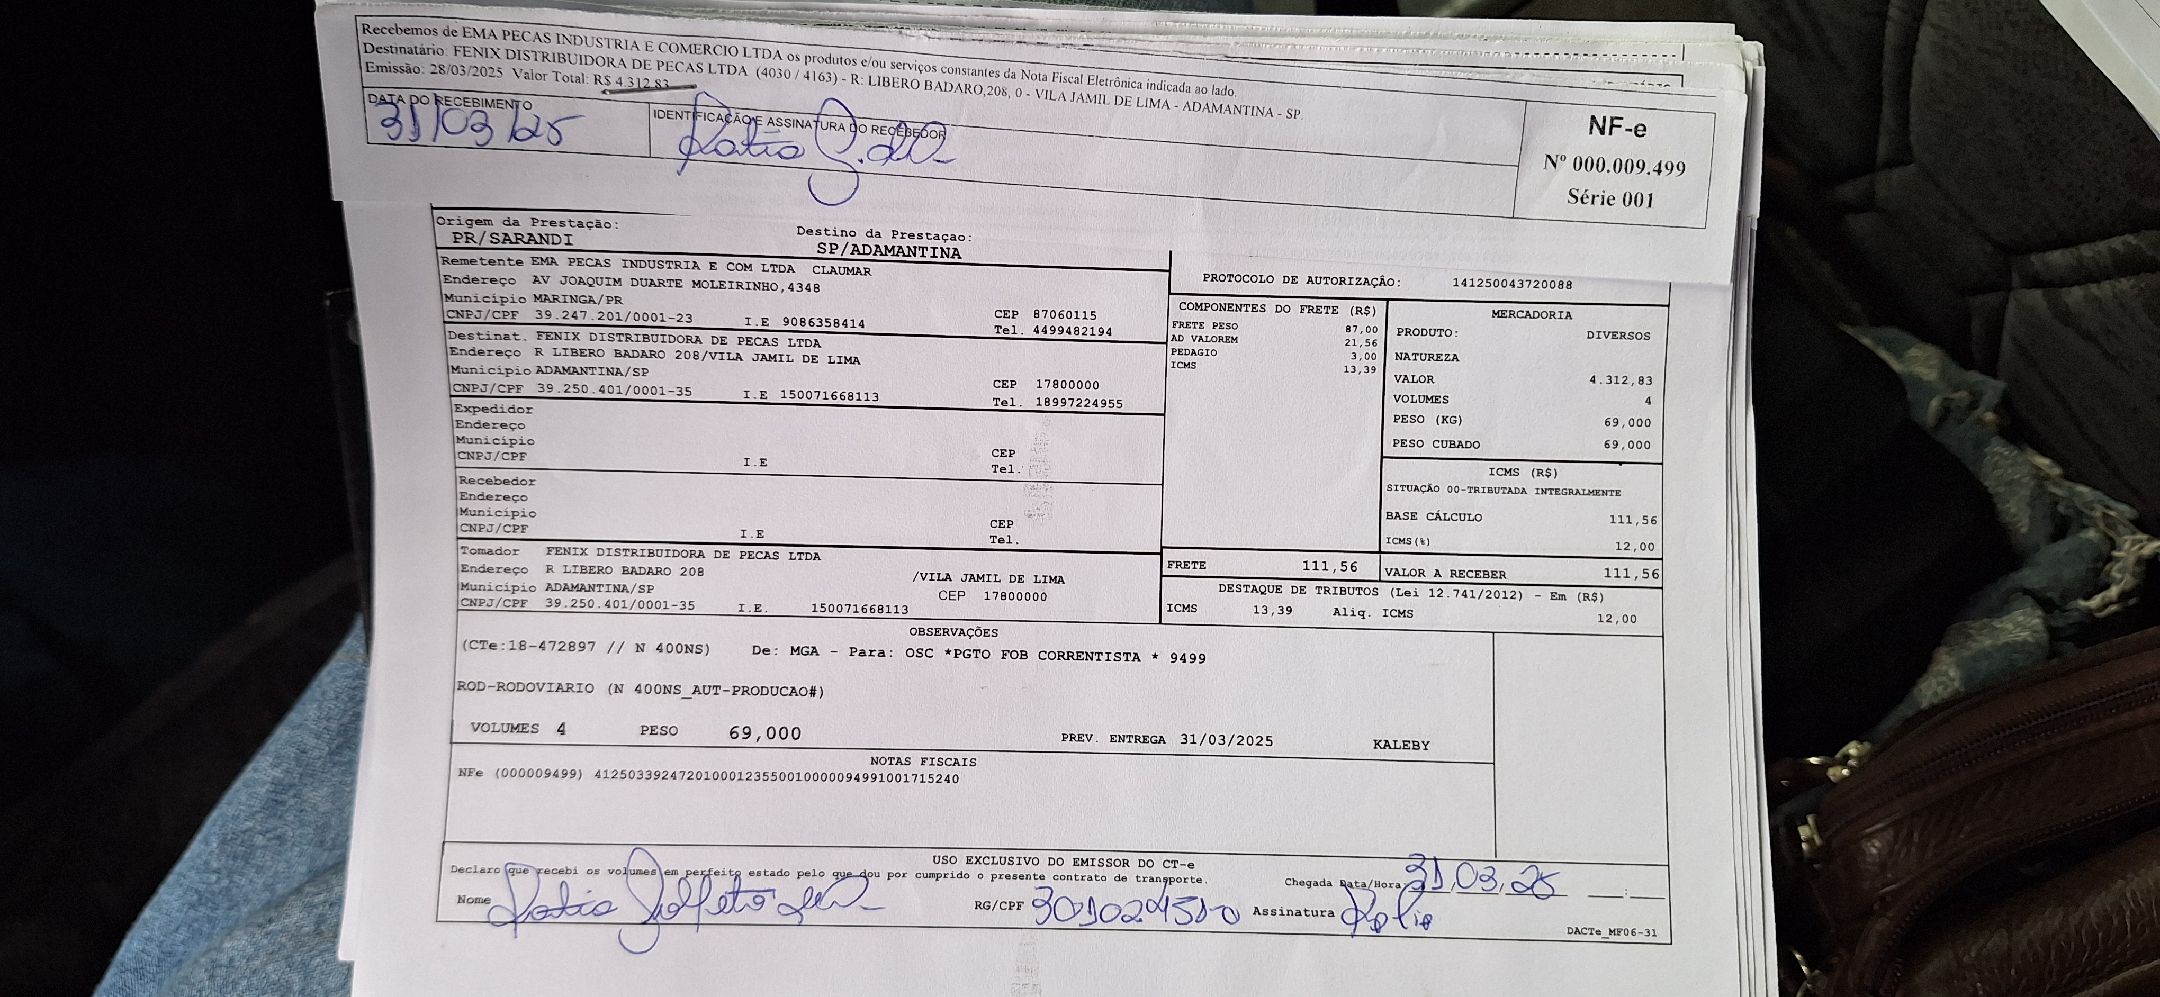 Recebemos de EMA PECAS INDUSTRIA E COMERCIO LTDA os produtos e/ou serviços constantes da Nota Fiscal Eletrônica indicada ao lado.
Destinatário: FENIX DISTRIBUIDORA DE PECAS LTDA (4030 / 4163) - R: LIBERO BADARO,208, 0 - VILA JAMIL DE LIMA - ADAMANTINA - SP
Emissão: 28/03/2025 Valor Total: R$ 4.312,83
DATA DO RECEBIMENTO
31/03/25
IDENTIFICAÇÃO E ASSINATURA DO RECEBEDOR
Katia
NF-e
Nº 000.009.499
Série 001
Origem da Prestação:
PR/SARANDI
Destino da Prestaçao:
SP/ADAMANTINA
Remetente EMA PECAS INDUSTRIA E COM LTDA CLAUMAR
Endereço AV JOAQUIM DUARTE MOLEIRINHO,4348
Município MARINGA/PR
CNPJ/CPF 39.247.201/0001-23 I.E 9086358414
CEP 87060115
Tel. 4499482194
Destinat. FENIX DISTRIBUIDORA DE PECAS LTDA
Endereço R LIBERO BADARO 208/VILA JAMIL DE LIMA
Município ADAMANTINA/SP
CNPJ/CPF 39.250.401/0001-35 I.E 150071668113
CEP 17800000
Tel. 18997224955
Expedidor
Endereço
Município
CNPJ/CPF I.E
CEP
Tel.
Recebedor
Endereço
Município
CNPJ/CPF I.E
CEP
Tel.
Tomador FENIX DISTRIBUIDORA DE PECAS LTDA
Endereço R LIBERO BADARO 208 /VILA JAMIL DE LIMA
Município ADAMANTINA/SP CEP 17800000
CNPJ/CPF 39.250.401/0001-35 I.E. 150071668113
PROTOCOLO DE AUTORIZAÇÂO: 141250043720088
COMPONENTES DO FRETE (R$)
FRETE PESO 87,00
AD VALOREM 21,56
PEDAGIO 3,00
ICMS 13,39
MERCADORIA
PRODUTO: DIVERSOS
NATUREZA
VALOR 4.312,83
VOLUMES 4
PESO (KG) 69,000
PESO CUBADO 69,000
ICMS (R$)
SITUAÇÃO 00-TRIBUTADA INTEGRALMENTE
BASE CÁLCULO 111,56
ICMS(%) 12,00
FRETE 111,56
VALOR A RECEBER 111,56
DESTAQUE DE TRIBUTOS (Lei 12.741/2012) - Em (R$)
ICMS 13,39 Aliq. ICMS 12,00
OBSERVAÇÕES
(CTe:18-472897 // N 400NS) De: MGA - Para: OSC *PGTO FOB CORRENTISTA * 9499
ROD-RODOVIARIO (N 400NS_AUT-PRODUCAO#)
VOLUMES 4 PESO 69,000 PREV. ENTREGA 31/03/2025 KALEBY
NOTAS FISCAIS
NFe (000009499) 41250339247201000123550010000094991001715240
USO EXCLUSIVO DO EMISSOR DO CT-e
Declaro que recebi os volumes em perfeito estado pelo que dou por cumprido o presente contrato de transporte.
Chegada Data/Hora 31,03,25 __:__
Nome Katia
RG/CPF
Assinatura
DACTe_MF06-31